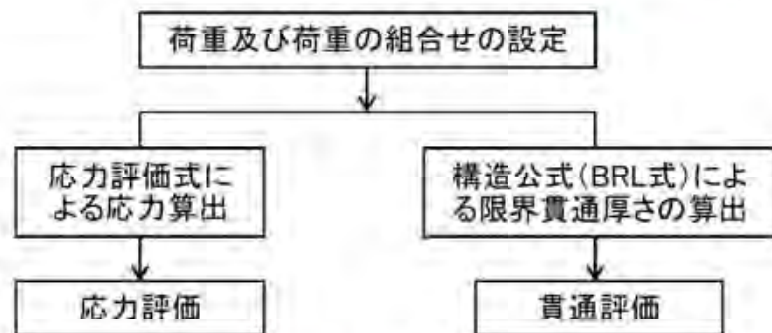 荷重及び荷重の組合せの設定
応力評価式に
よる応力算出
構造公式(BRL式)によ
る限界貫通厚さの算出
応力評価
貫通評価